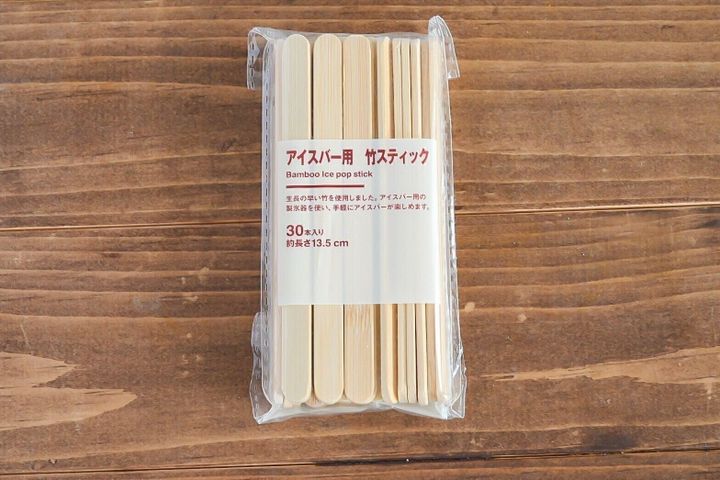 アイスバー用　竹スティック
Bamboo Ice pop stick
生長の早い竹を使用しました。アイスバー用の
製氷器を使い、手軽にアイスバーが楽しめます。
30本入り
約長さ13.5 cm